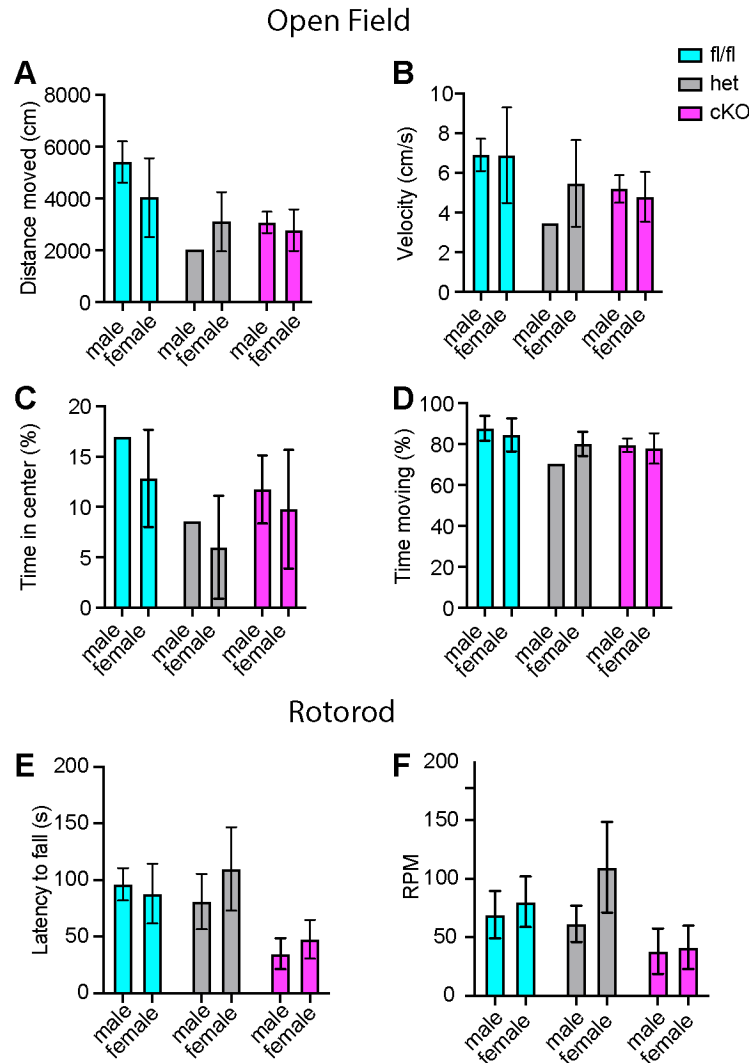 Open Field
fl/fl
het
cKO
A
Distance moved (cm)
8000
6000
4000
2000
0
male
female
male
female
male
female
B
Velocity (cm/s)
10
8
6
4
2
0
male
female
male
female
male
female
C
Time in center (%)
20
15
10
5
0
male
female
male
female
male
female
D
Time moving (%)
100
80
60
40
20
0
male
female
male
female
male
female
Rotorod
E
Latency to fall (s)
200
150
100
50
0
male
female
male
female
male
female
F
RPM
200
150
100
50
0
male
female
male
female
male
female